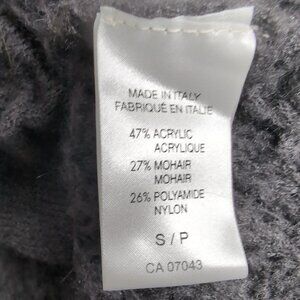 MADE IN ITALY
FABRIQUÉ EN ITALIE
47% ACRYLIC
ACRYLIQUE
27% MOHAIR
MOHAIR
26% POLYAMIDE
NYLON
S / P
CA 07043